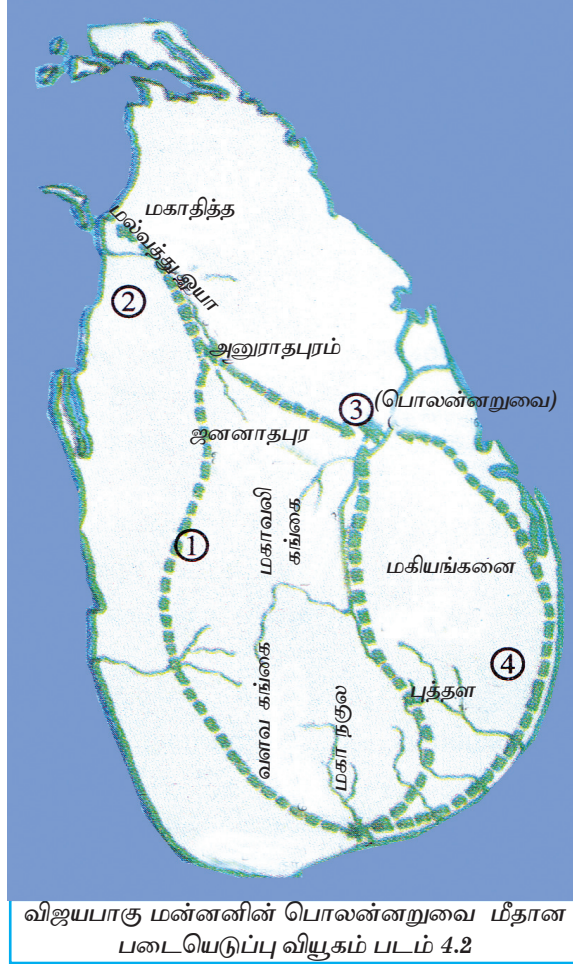 மகாதித்த
மல்வத்து ஓயா
②
அனுராதபுரம்
③
(பொலன்னறுவை)
ஜனனாதபுர
மகாவலி
கங்கை
①
மகியங்கனை
④
புத்தள
வளவ கங்கை
மகா நகுல
விஜயபாகு மன்னனின் பொலன்னறுவை மீதான
படையெடுப்பு வியூகம் படம் 4.2